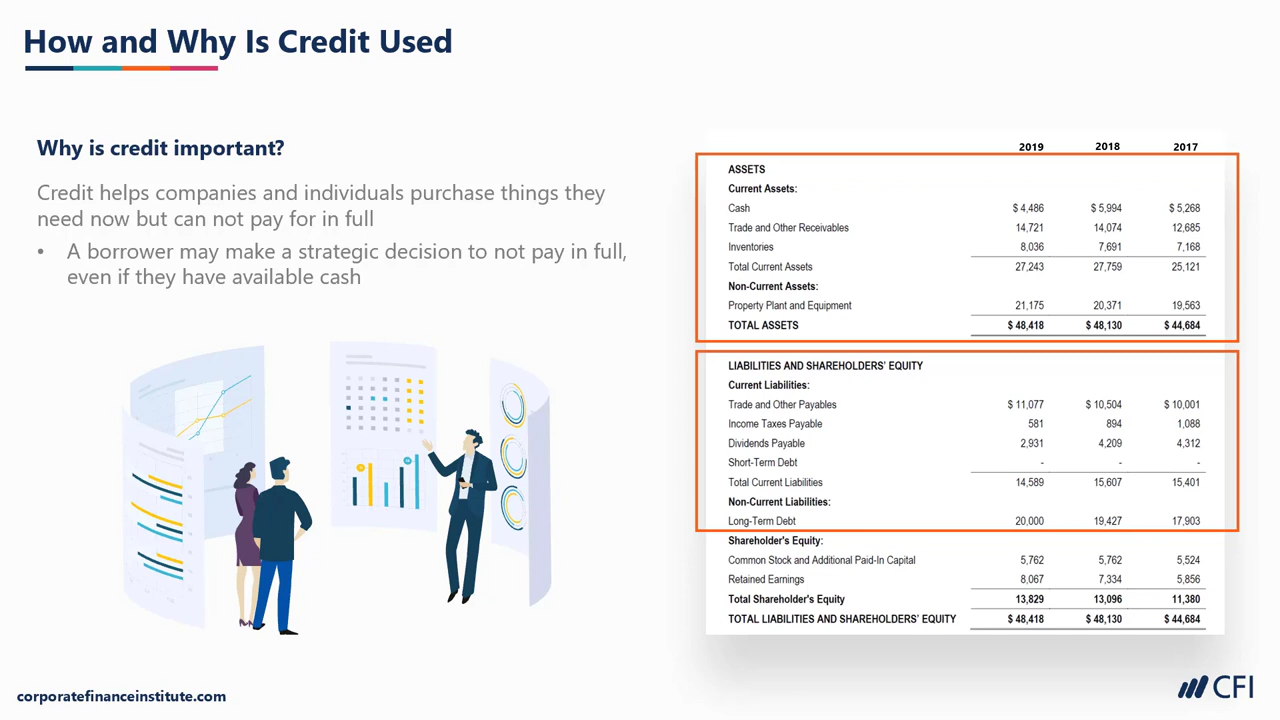 How and Why Is Credit Used
Why is credit important?
Credit helps companies and individuals purchase things they
need now but can not pay for in full
• A borrower may make a strategic decision to not pay in full,
even if they have available cash
2019 2018 2017
ASSETS
Current Assets:
Cash $ 4,486 $ 5,994 $ 5,268
Trade and Other Receivables 14,721 14,074 12,685
Inventories 8,036 7,691 7,168
Total Current Assets 27,243 27,759 25,121
Non-Current Assets:
Property Plant and Equipment 21,175 20,371 19,563
TOTAL ASSETS $ 48,418 $ 48,130 $ 44,684
LIABILITIES AND SHAREHOLDERS' EQUITY
Current Liabilities:
Trade and Other Payables $ 11,077 $ 10,504 $ 10,001
Income Taxes Payable 581 894 1,088
Dividends Payable 2,931 4,209 4,312
Short-Term Debt - - -
Total Current Liabilities 14,589 15,607 15,401
Non-Current Liabilities:
Long-Term Debt 20,000 19,427 17,903
Shareholder's Equity:
Common Stock and Additional Paid-In Capital 5,762 5,762 5,524
Retained Earnings 8,067 7,334 5,856
Total Shareholder's Equity 13,829 13,096 11,380
TOTAL LIABILITIES AND SHAREHOLDERS' EQUITY $ 48,418 $ 48,130 $ 44,684
corporatefinanceinstitute.com
CFI